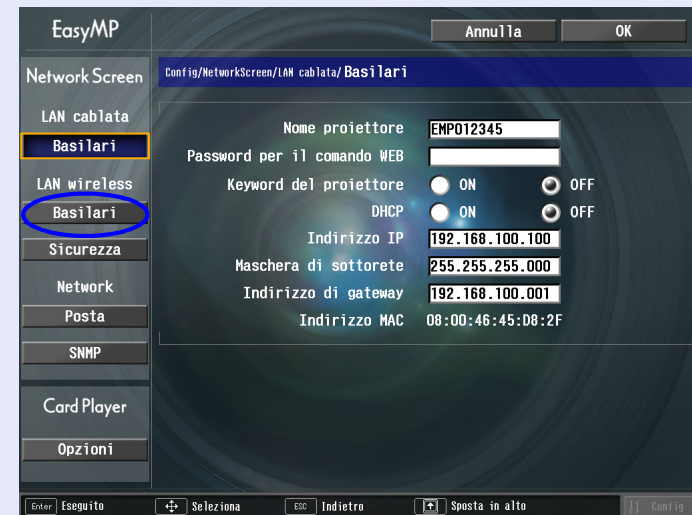 EasyMP
Annulla
OK
Network Screen
Config/NetworkScreen/LAN cablata/Basilari
LAN cablata
Basilari
LAN wireless
Basilari
Sicurezza
Network
Posta
SNMP
Card Player
Opzioni
Nome proiettore EMP012345
Password per il comando WEB
Keyword del proiettore ON OFF
DHCP ON OFF
Indirizzo IP 192.168.100.100
Maschera di sottorete 255.255.255.000
Indirizzo di gateway 192.168.100.001
Indirizzo MAC 08:00:46:45:D8:2F
Enter Eseguito Seleziona ESC Indietro Sposta in alto Config